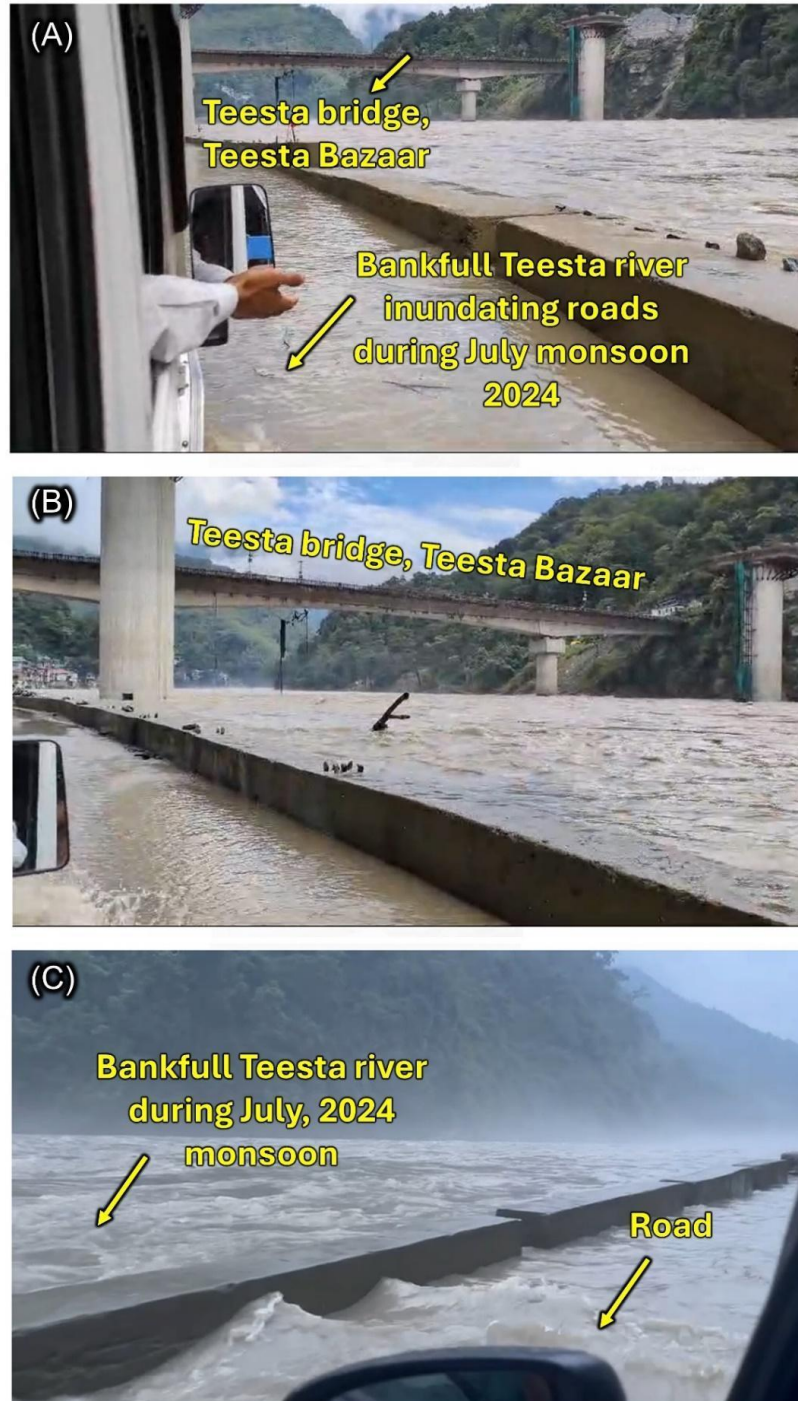 (A)
Teesta bridge,
Teesta Bazaar
Bankfull Teesta river
inundating roads
during July monsoon
2024
(B)
Teesta bridge, Teesta Bazaar
(C)
Bankfull Teesta river
during July, 2024
monsoon
Road